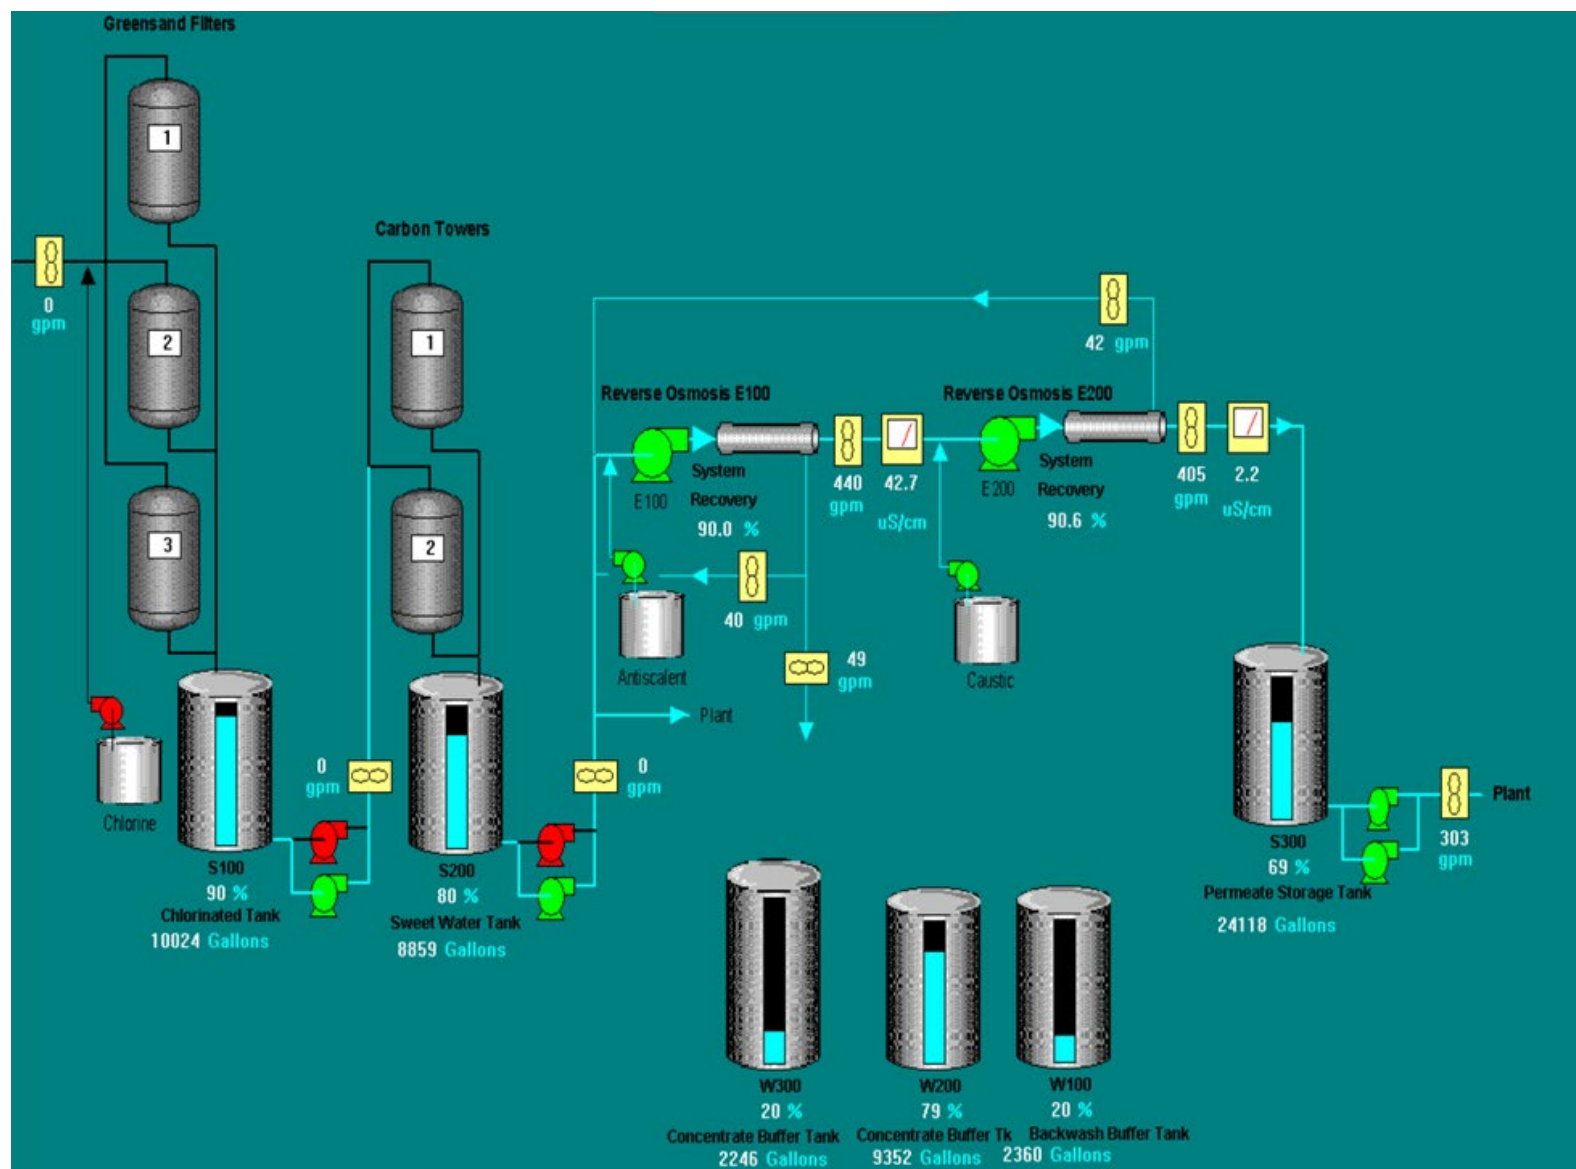 Greensand Filters
1
0
gpm
2
3
Chlorine
S100
90 %
Chlorinated Tank
10024 Gallons
Carbon Towers
1
2
0
gpm
S200
80 %
Sweet Water Tank
8859 Gallons
0
gpm
Plant
42 gpm
Reverse Osmosis E100
E100
System
Recovery
90.0 %
440
gpm
42.7
uS/cm
40 gpm
Antiscalent
49
gpm
Reverse Osmosis E200
E200
System
Recovery
90.6 %
405
gpm
2.2
uS/cm
Caustic
S300
69 %
Permeate Storage Tank
24118 Gallons
303
gpm
Plant
W300
20 %
Concentrate Buffer Tank
2246 Gallons
W200
79 %
Concentrate Buffer Tk
9352 Gallons
W100
20 %
Backwash Buffer Tank
2360 Gallons